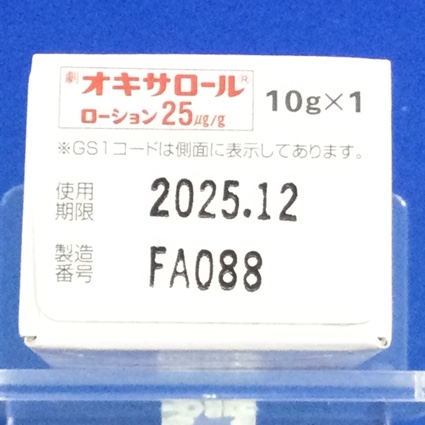 劇 オキサロール®
ローション25μg/g
10g×1
※GS1コードは側面に表示してあります。
使用期限 2025.12
製造番号 FA088